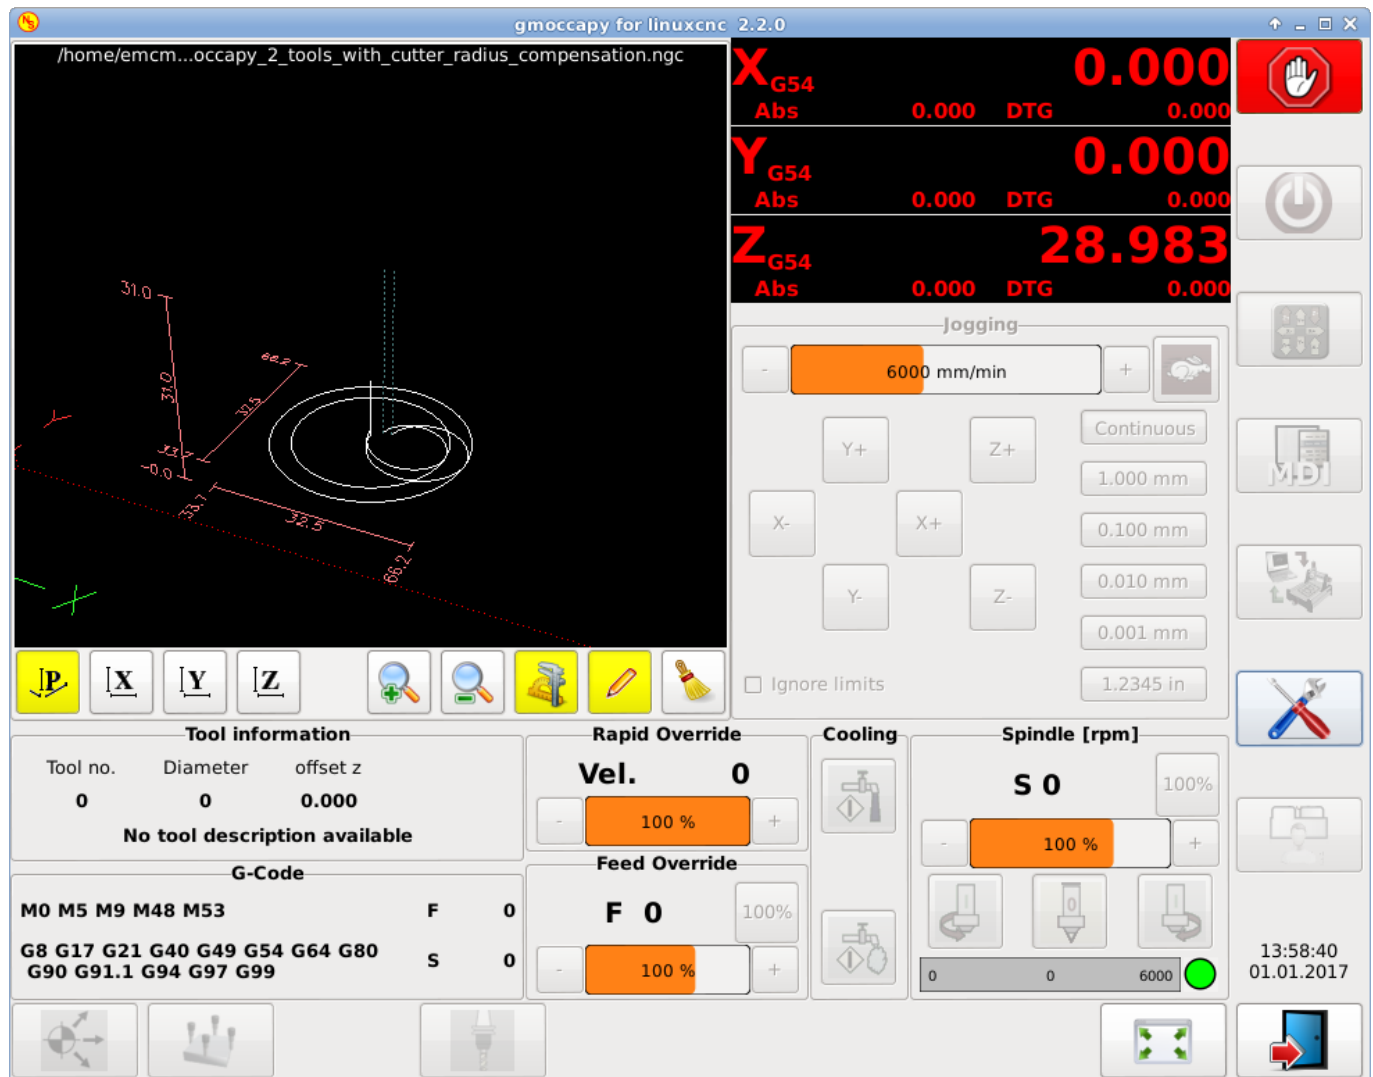 gmoccapy for linuxcnc 2.2.0
/home/emcm...occapy_2_tools_with_cutter_radius_compensation.ngc
X G54 0.000
Abs 0.000 DTG 0.000
Y G54 0.000
Abs 0.000 DTG 0.000
Z G54 28.983
Abs 0.000 DTG 0.000
31.0
31.0
-0.0
66.2
32.5
33.7
33.7
32.5
66.2
Y
X
Jogging
- 6000 mm/min +
Y+ Z+ Continuous
1.000 mm
X- X+ 0.100 mm
Y- Z- 0.010 mm
0.001 mm
Ignore limits 1.2345 in
MDI
P X Y Z
Tool information
Tool no. Diameter offset z
0 0 0.000
No tool description available
G-Code
M0 M5 M9 M48 M53 F 0
G8 G17 G21 G40 G49 G54 G64 G80
G90 G91.1 G94 G97 G99 S 0
Rapid Override
Vel. 0
- 100 % +
Feed Override
F 0 100%
- 100 % +
Cooling
Spindle [rpm]
S 0 100%
- 100 % +
0
0 0 6000
13:58:40
01.01.2017